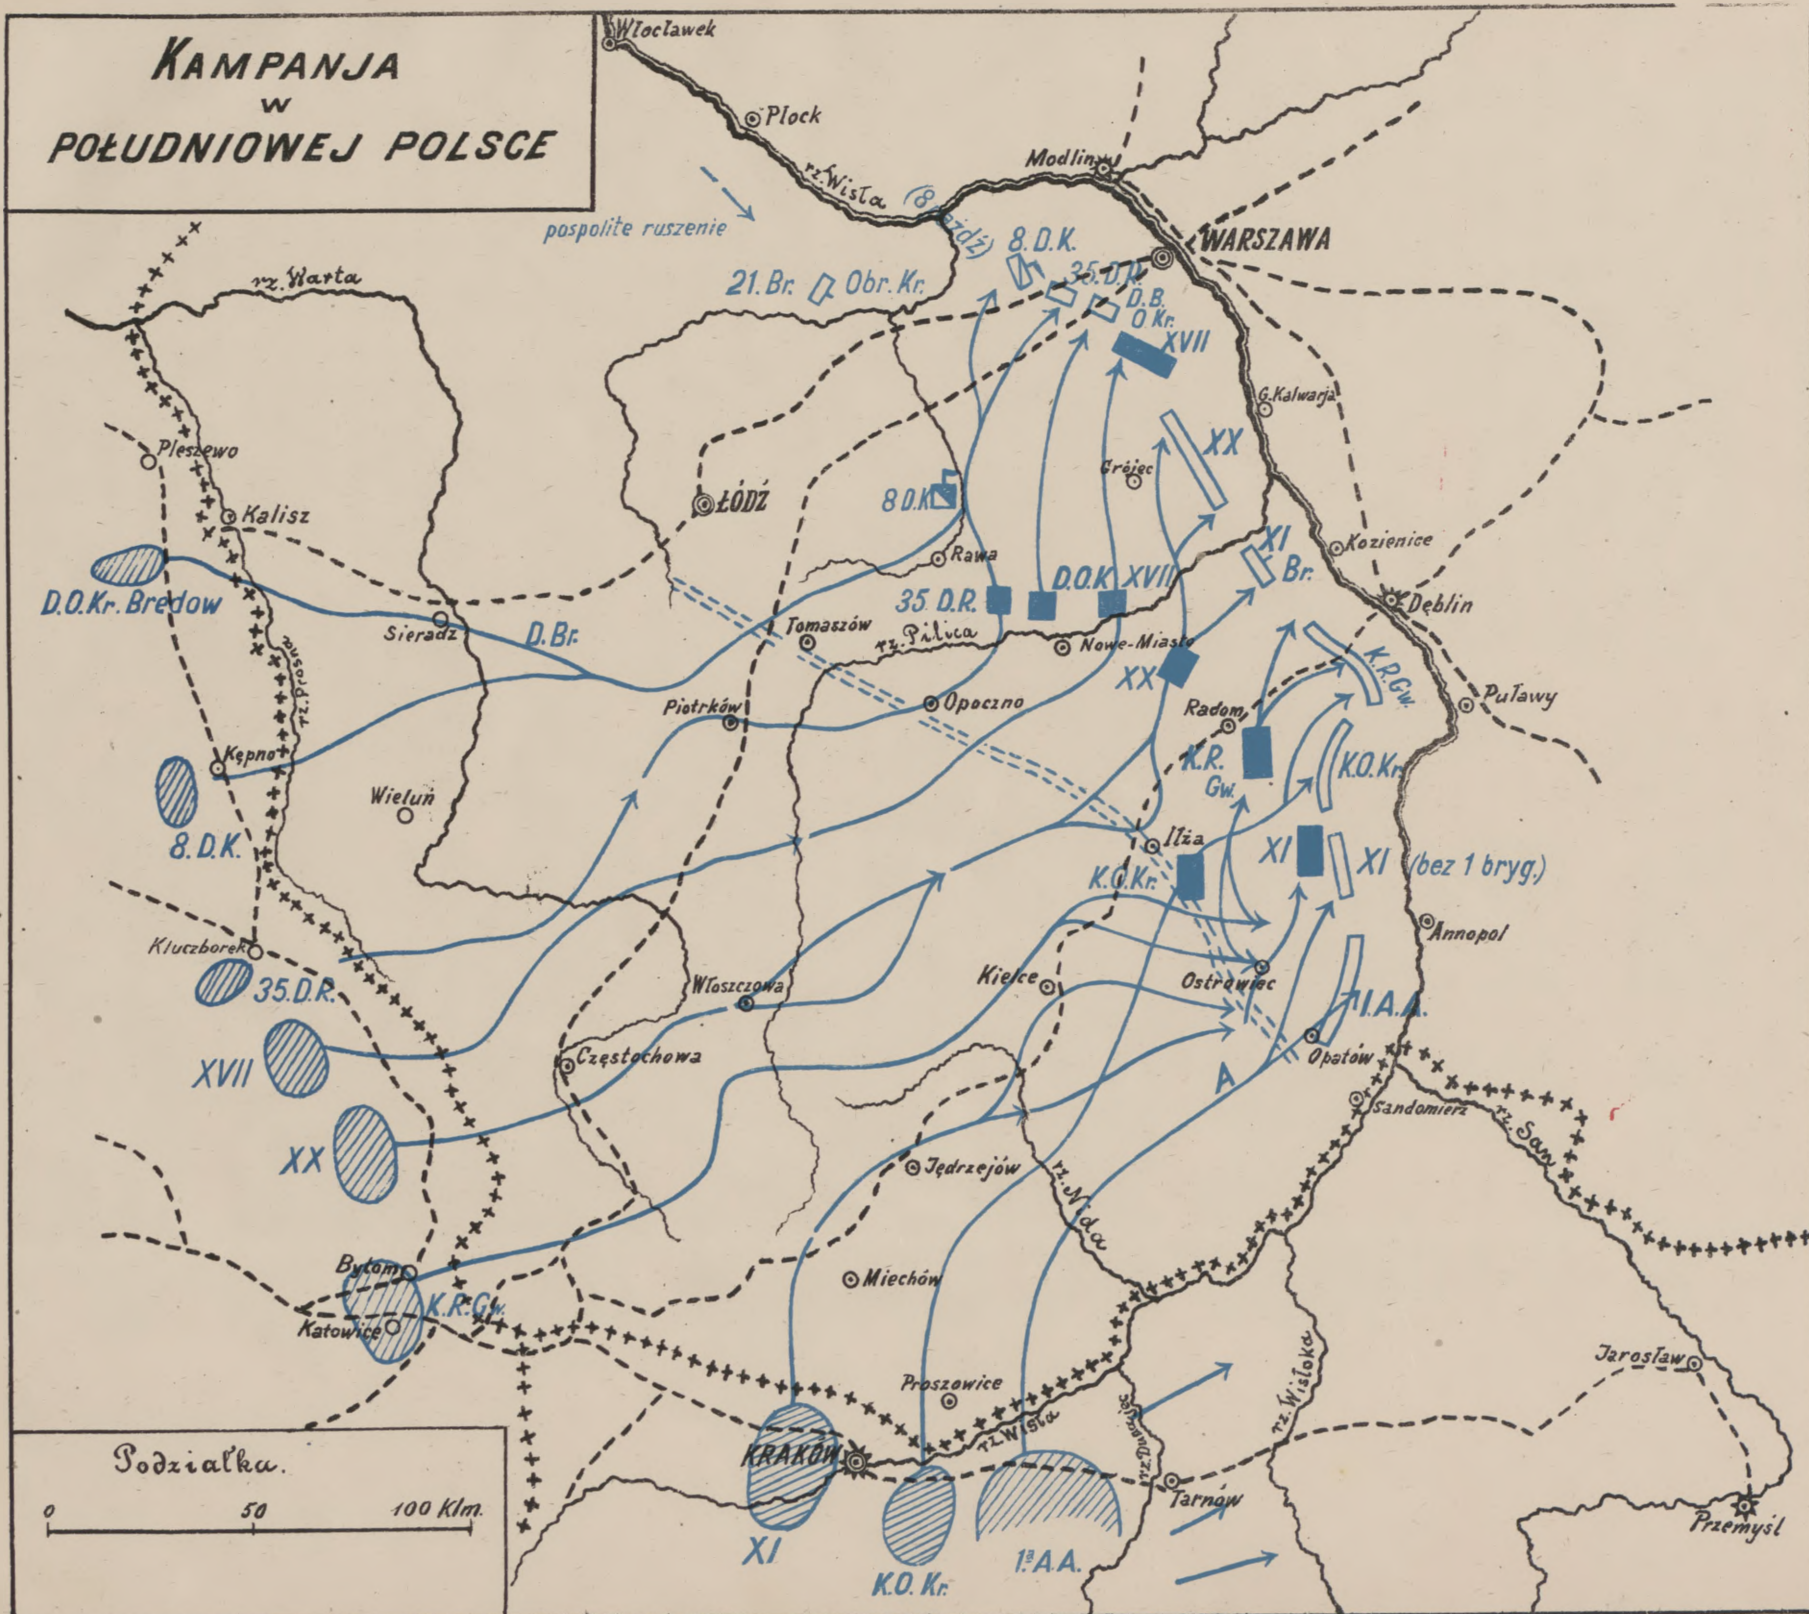 KAMPANJA
W
POŁUDNIOWEJ POLSCE
Włocławek
Płock
rz. Wisła
Modlin
WARSZAWA
pospolite ruszenie
8. D.K.
35. D.R.
D.B.
O.Kr.
XVII
21. Br. Obr. Kr.
rz. Warta
G. Kalwarja
Pleszewo
XX
Grójec
Kalisz
ŁÓDŹ
8 D.K.
Rawa
Kozienice
XI
Br.
D.O.Kr. Bredow
Sieradz
D.Br.
35 D.R.
D.O.K.
XVII
Dęblin
Tomaszów
rz. Pilica
Nowe-Miasto
rz. Prosna
XX
K.R.Gw.
Puławy
Piotrków
Opoczno
Radom
Kępno
K.R.
Gw.
K.O.Kr.
Wieluń
8. D.K.
Iłża
K.O.Kr.
XI
XI (bez 1 bryg.)
Annopol
Kluczborek
35. D.R.
Włoszczowa
Kielce
Ostrowiec
I.A.A.
XVII
Częstochowa
Opatów
A
Sandomierz
rz. San
XX
Jędrzejów
rz. Nida
Bytom
K.R.Gw.
Katowice
Miechów
Proszowice
rz. Wisła
rz. Dunajec
rz. Wisłoka
Jarosław
KRAKÓW
Tarnów
Przemyśl
XI
K.O. Kr.
1ª A.A.
Podziałka.
0 50 100 Klm.